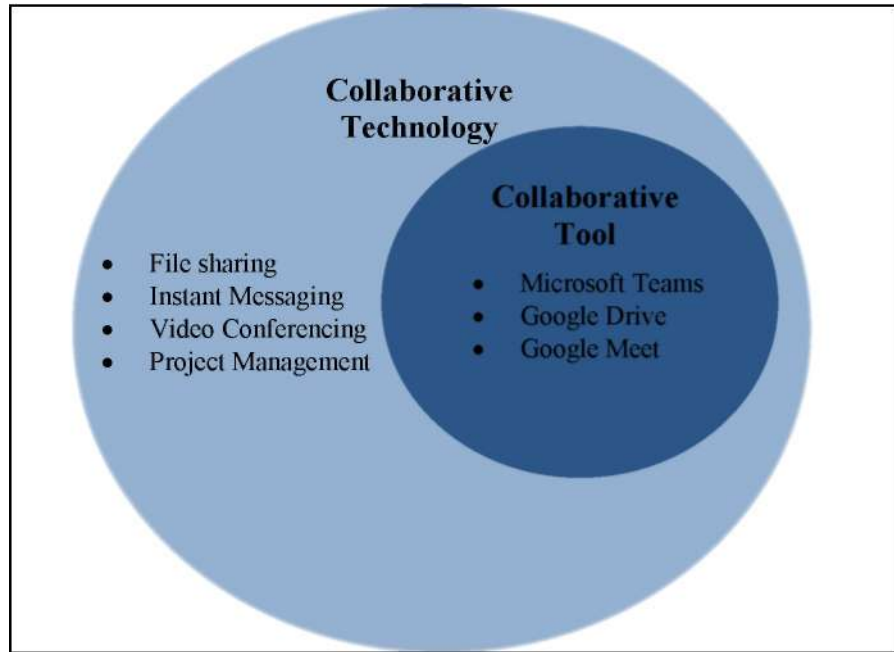 Collaborative
Technology
Collaborative
Tool
• File sharing
• Instant Messaging
• Video Conferencing
• Project Management
• Microsoft Teams
• Google Drive
• Google Meet